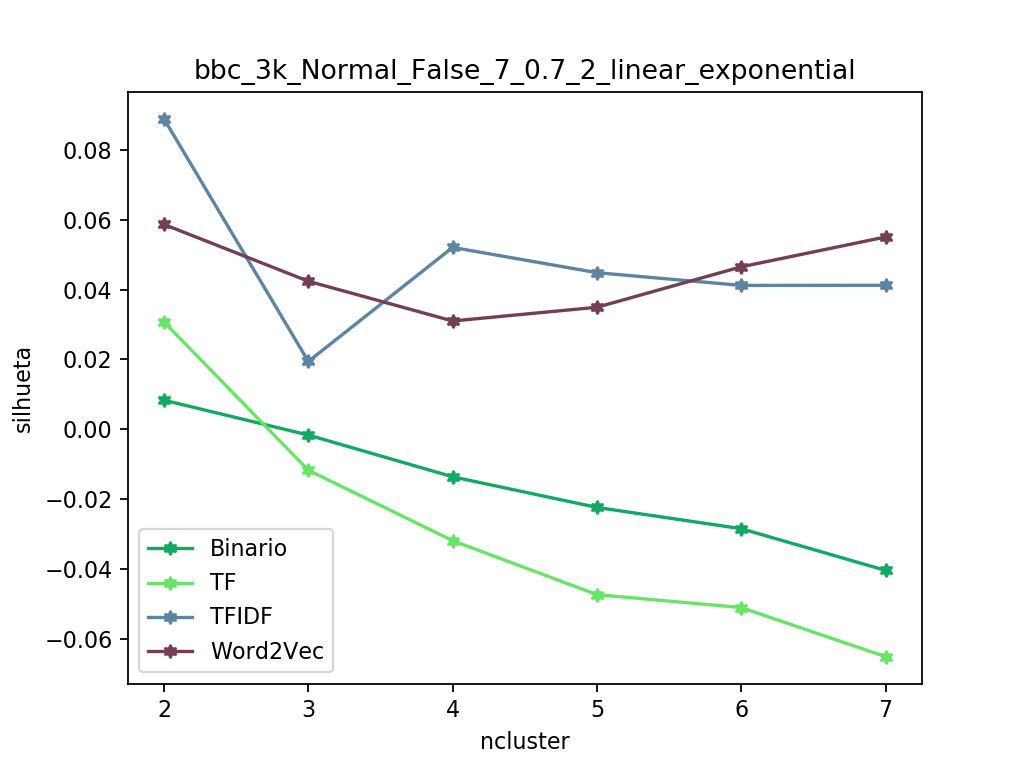 bbc_3k_Normal_False_7_0.7_2_linear_exponential
silhueta
0.08
0.06
0.04
0.02
0.00
−0.02
−0.04
−0.06
Binario
TF
TFIDF
Word2Vec
2 3 4 5 6 7
ncluster